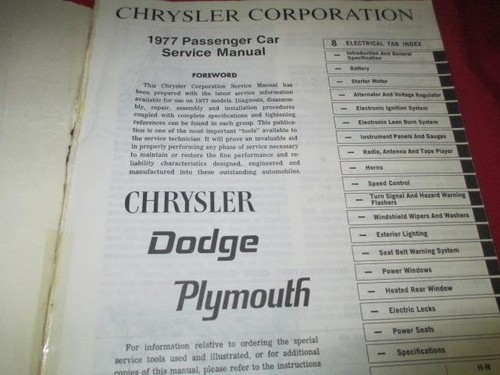 CHRYSLER CORPORATION
1977 Passenger Car
Service Manual
FOREWORD
This Chrysler Corporation Service Manual has
been prepared with the latest service information
available for use on 1977 models. Diagnosis, disassem-
bly, repair, assembly and installation procedures
coupled with complete specifications and tightening
references can be found in each group. This publica-
tion is one of the most important "tools" available to
the service technician. It will prove an invaluable aid
in properly performing any phase of service necessary
to maintain or restore the fine performance and re-
liability characteristics designed, engineered and
manufactured into these outstanding automobiles.
CHRYSLER
Dodge
Plymouth
For information relative to ordering the special
service tools used and illustrated, or for additional
copies of this manual, please refer to the instructions
8 ELECTRICAL TAB INDEX
— Introduction And General
Specification
— Battery
— Starter Motor
— Alternator And Voltage Regulator
— Electronic Ignition System
— Electronic Lean Burn System
— Instrument Panels And Gauges
— Radio, Antenna And Tape Player
— Horns
— Speed Control
— Turn Signal And Hazard Warning
Flashers
— Windshield Wipers And Washers
— Exterior Lighting
— Seat Belt Warning System
— Power Windows
— Heated Rear Window
— Electric Locks
— Power Seats
— Specifications
H-N